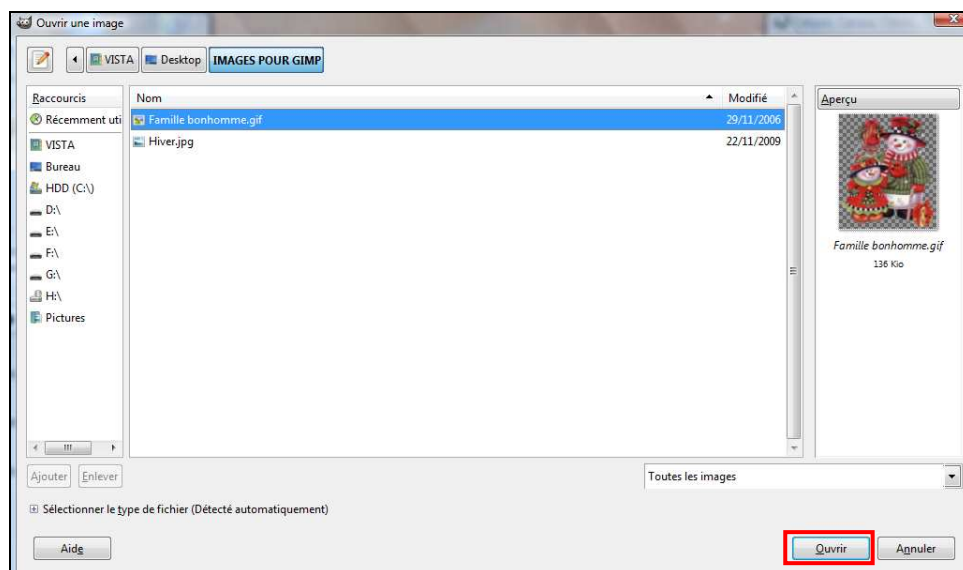 Ouvrir une image
VISTA Desktop IMAGES POUR GIMP
Raccourcis Nom Modifié Aperçu
Récemment uti Famille bonhomme.gif 29/11/2006
VISTA Hiver.jpg 22/11/2009
Bureau
HDD (C:\)
D:\
E:\
F:\
G:\
H:\
Pictures
Famille bonhomme.gif
136 Kio
Ajouter Enlever Toutes les images
Sélectionner le type de fichier (Détecté automatiquement)
Aide Ouvrir Annuler